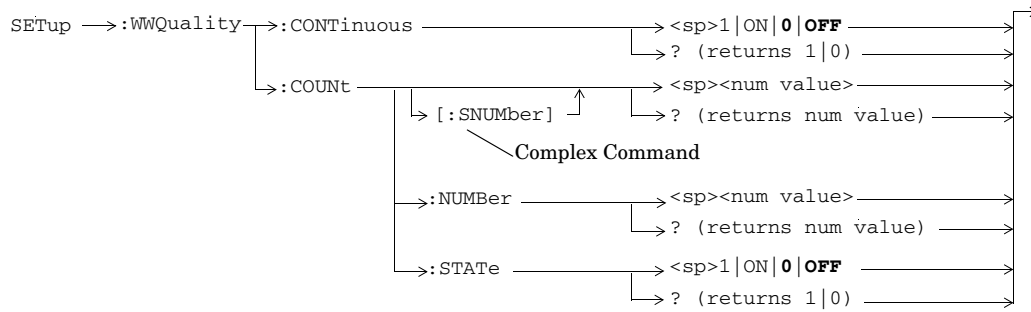 SETup :WWQuality :CONTinuous <sp>1|ON|0|OFF
? (returns 1|0)
:COUNt <sp><num value>
[:SNUMber] ? (returns num value)
Complex Command
:NUMBer <sp><num value>
? (returns num value)
:STATe <sp>1|ON|0|OFF
? (returns 1|0)